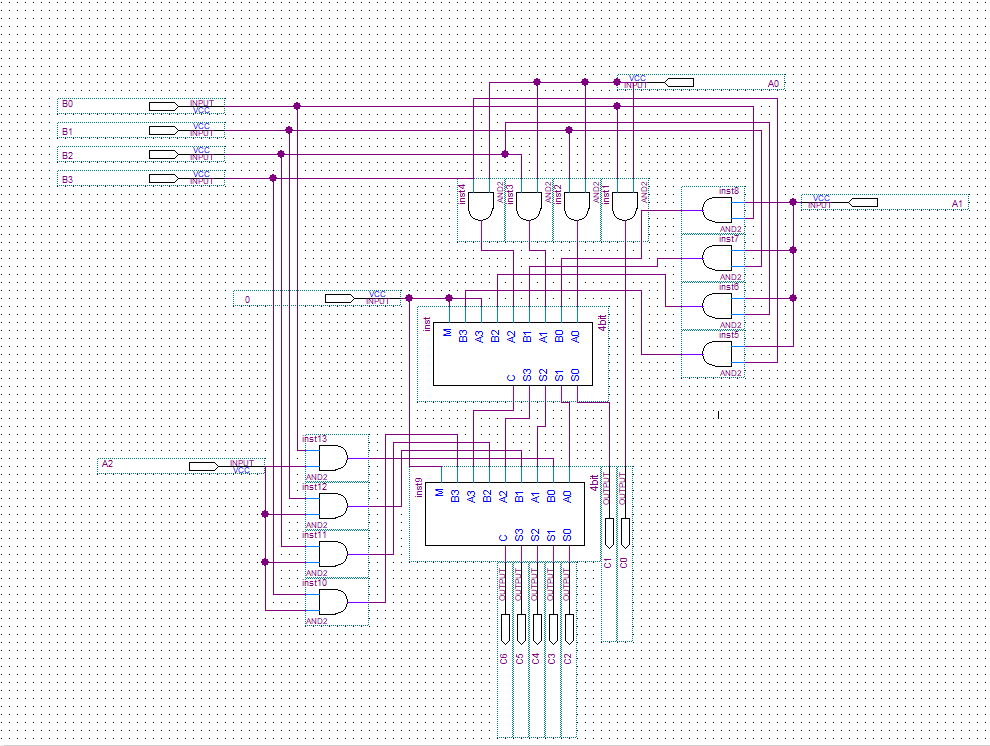 VCC
INPUT
A0
B0
INPUT
VCC
B1
VCC
INPUT
B2
VCC
INPUT
B3
VCC
INPUT
inst4
AND2
inst3
AND2
inst2
AND2
inst1
AND2
inst8
AND2
VCC
INPUT
A1
inst7
AND2
inst6
AND2
inst5
AND2
0
VCC
INPUT
inst
4bit
M B3 A3 B2 A2 B1 A1 B0 A0
C S3 S2 S1 S0
A2
INPUT
VCC
inst13
AND2
inst12
AND2
inst11
AND2
inst10
AND2
inst9
4bit
M B3 A3 B2 A2 B1 A1 B0 A0
C S3 S2 S1 S0
OUTPUT
C1
OUTPUT
C0
OUTPUT
C6
OUTPUT
C5
OUTPUT
C4
OUTPUT
C3
OUTPUT
C2